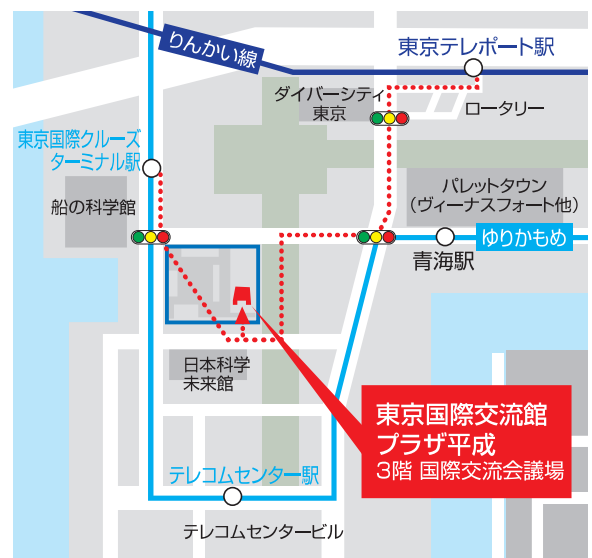 りんかい線
東京テレポート駅
ダイバーシティ
東京
ロータリー
東京国際クルーズ
ターミナル駅
船の科学館
パレットタウン
(ヴィーナスフォート他)
ゆりかもめ
青海駅
日本科学
未来館
東京国際交流館
プラザ平成
3階 国際交流会議場
テレコムセンター駅
テレコムセンタービル